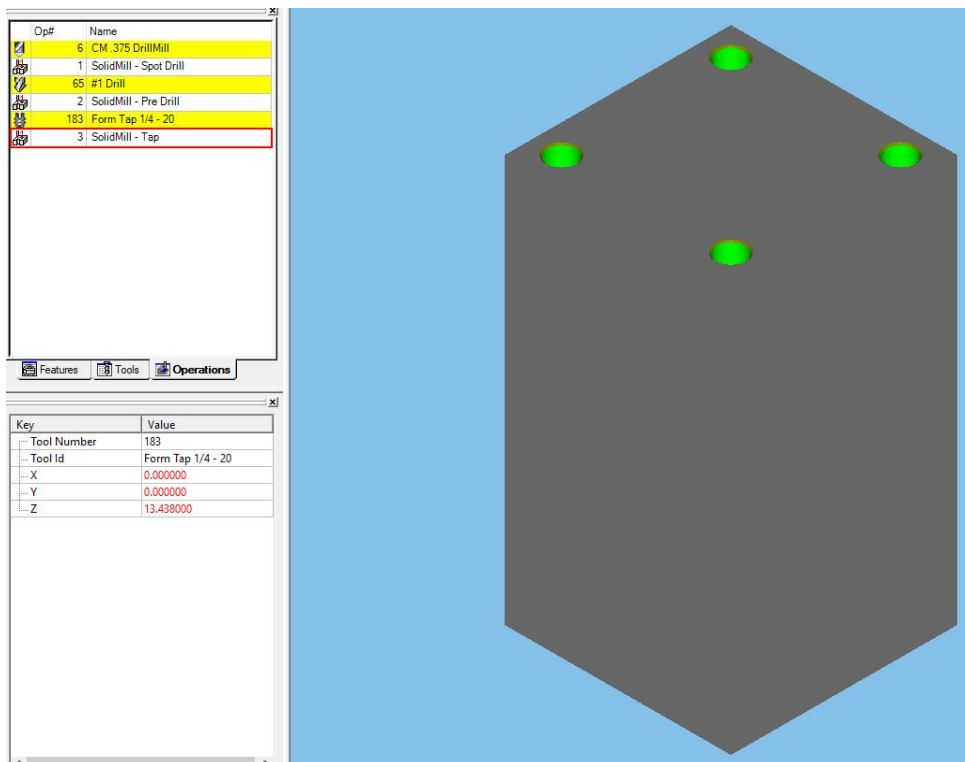 Op# Name
6 CM .375 DrillMill
1 SolidMill - Spot Drill
65 #1 Drill
2 SolidMill - Pre Drill
183 Form Tap 1/4 - 20
3 SolidMill - Tap
Features Tools Operations
Key Value
Tool Number 183
Tool Id Form Tap 1/4 - 20
X 0.000000
Y 0.000000
Z 13.438000